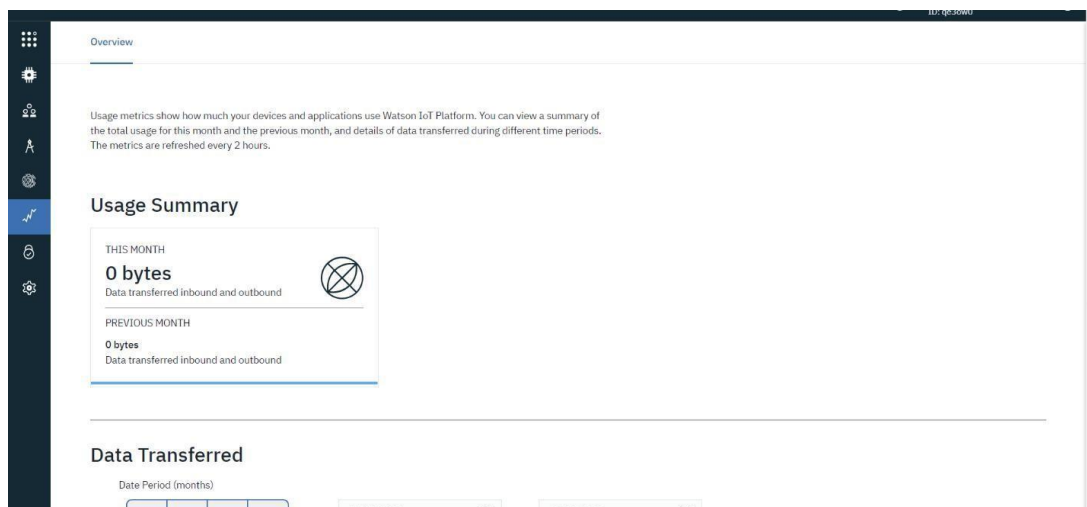 Overview
Usage metrics show how much your devices and applications use Watson IoT Platform. You can view a summary of
the total usage for this month and the previous month, and details of data transferred during different time periods.
The metrics are refreshed every 2 hours.
Usage Summary
THIS MONTH
0 bytes
Data transferred inbound and outbound
PREVIOUS MONTH
0 bytes
Data transferred inbound and outbound
Data Transferred
Date Period (months)